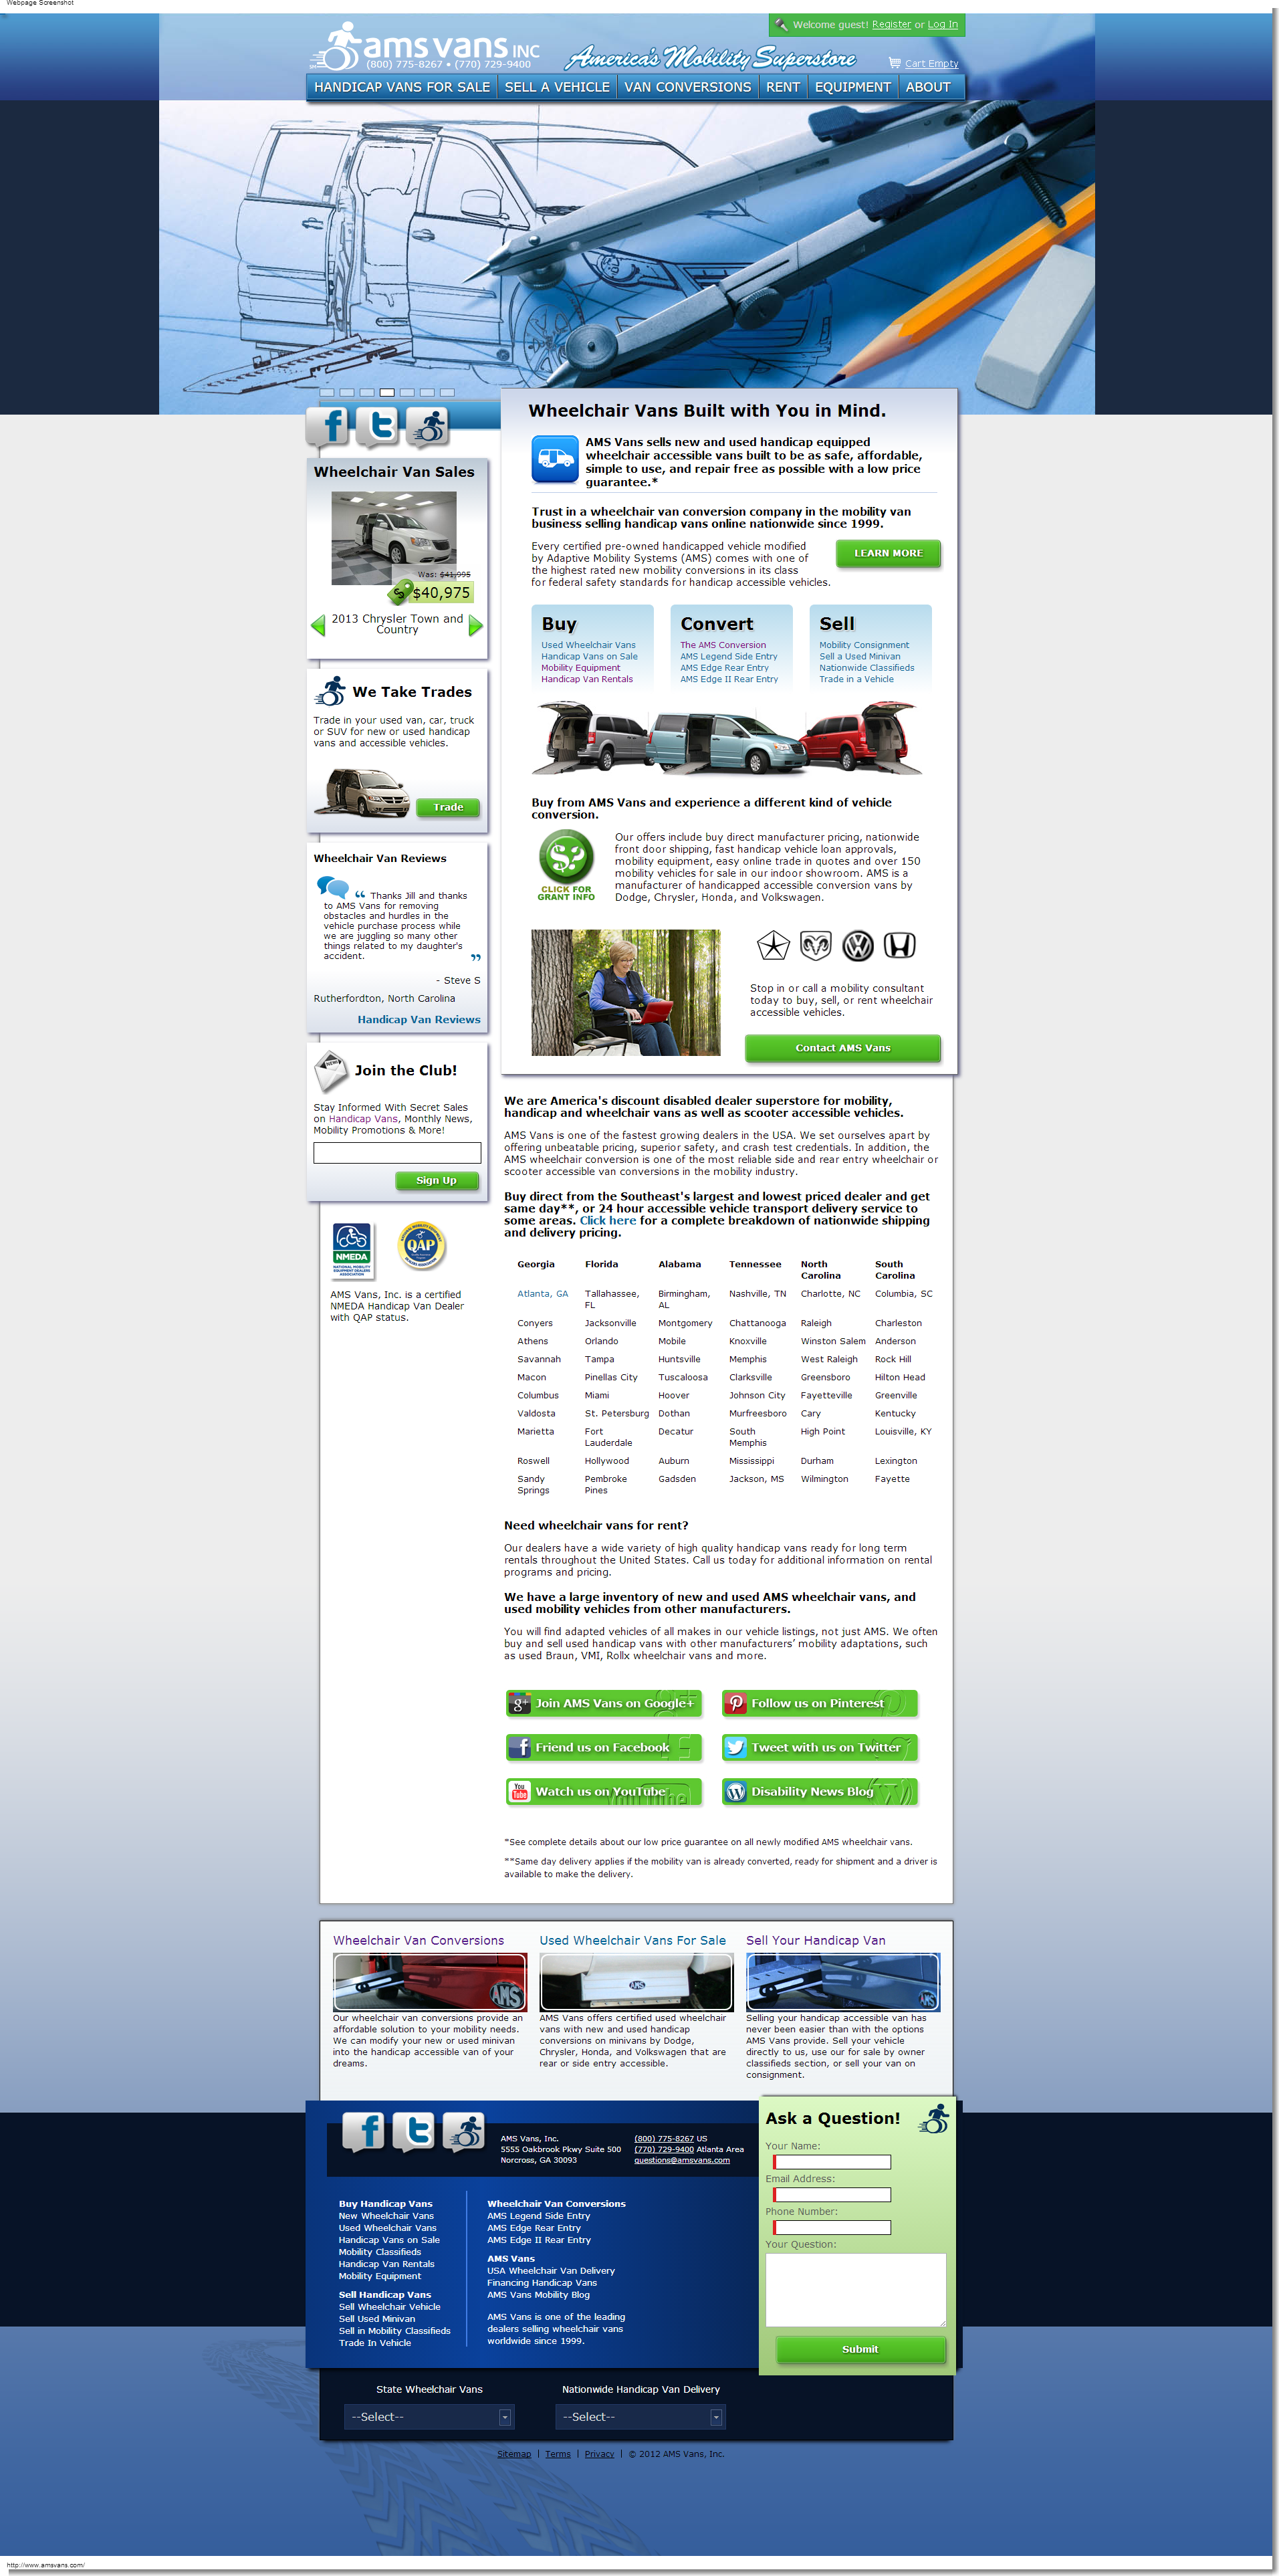 Webpage Screenshot
Welcome guest! Register or Log In
amsvans INC
(800) 775-8267 • (770) 729-9400
America's Mobility Superstore
Cart Empty
HANDICAP VANS FOR SALE
SELL A VEHICLE
VAN CONVERSIONS
RENT
EQUIPMENT
ABOUT
Wheelchair Van Sales
Was: $41,995
$40,975
2013 Chrysler Town and
Country
We Take Trades
Trade in your used van, car, truck
or SUV for new or used handicap
vans and accessible vehicles.
Trade
Wheelchair Van Reviews
“ Thanks Jill and thanks
to AMS Vans for removing
obstacles and hurdles in the
vehicle purchase process while
we are juggling so many other
things related to my daughter's
accident. ”
- Steve S
Rutherfordton, North Carolina
Handicap Van Reviews
Join the Club!
Stay Informed With Secret Sales
on Handicap Vans, Monthly News,
Mobility Promotions & More!
Sign Up
NMEDA
NATIONAL MOBILITY
EQUIPMENT DEALERS
ASSOCIATION
QAP
AMS Vans, Inc. is a certified
NMEDA Handicap Van Dealer
with QAP status.
Wheelchair Vans Built with You in Mind.
AMS Vans sells new and used handicap equipped
wheelchair accessible vans built to be as safe, affordable,
simple to use, and repair free as possible with a low price
guarantee.*
Trust in a wheelchair van conversion company in the mobility van
business selling handicap vans online nationwide since 1999.
Every certified pre-owned handicapped vehicle modified
by Adaptive Mobility Systems (AMS) comes with one of
the highest rated new mobility conversions in its class
for federal safety standards for handicap accessible vehicles.
LEARN MORE
Buy
Used Wheelchair Vans
Handicap Vans on Sale
Mobility Equipment
Handicap Van Rentals
Convert
The AMS Conversion
AMS Legend Side Entry
AMS Edge Rear Entry
AMS Edge II Rear Entry
Sell
Mobility Consignment
Sell a Used Minivan
Nationwide Classifieds
Trade in a Vehicle
Buy from AMS Vans and experience a different kind of vehicle
conversion.
CLICK FOR
GRANT INFO
Our offers include buy direct manufacturer pricing, nationwide
front door shipping, fast handicap vehicle loan approvals,
mobility equipment, easy online trade in quotes and over 150
mobility vehicles for sale in our indoor showroom. AMS is a
manufacturer of handicapped accessible conversion vans by
Dodge, Chrysler, Honda, and Volkswagen.
Stop in or call a mobility consultant
today to buy, sell, or rent wheelchair
accessible vehicles.
Contact AMS Vans
We are America's discount disabled dealer superstore for mobility,
handicap and wheelchair vans as well as scooter accessible vehicles.
AMS Vans is one of the fastest growing dealers in the USA. We set ourselves apart by
offering unbeatable pricing, superior safety, and crash test credentials. In addition, the
AMS wheelchair conversion is one of the most reliable side and rear entry wheelchair or
scooter accessible van conversions in the mobility industry.
Buy direct from the Southeast's largest and lowest priced dealer and get
same day**, or 24 hour accessible vehicle transport delivery service to
some areas. Click here for a complete breakdown of nationwide shipping
and delivery pricing.
Georgia Florida Alabama Tennessee North Carolina South Carolina
Atlanta, GA Tallahassee, FL Birmingham, AL Nashville, TN Charlotte, NC Columbia, SC
Conyers Jacksonville Montgomery Chattanooga Raleigh Charleston
Athens Orlando Mobile Knoxville Winston Salem Anderson
Savannah Tampa Huntsville Memphis West Raleigh Rock Hill
Macon Pinellas City Tuscaloosa Clarksville Greensboro Hilton Head
Columbus Miami Hoover Johnson City Fayetteville Greenville
Valdosta St. Petersburg Dothan Murfreesboro Cary Kentucky
Marietta Fort Lauderdale Decatur South Memphis High Point Louisville, KY
Roswell Hollywood Auburn Mississippi Durham Lexington
Sandy Springs Pembroke Pines Gadsden Jackson, MS Wilmington Fayette
Need wheelchair vans for rent?
Our dealers have a wide variety of high quality handicap vans ready for long term
rentals throughout the United States. Call us today for additional information on rental
programs and pricing.
We have a large inventory of new and used AMS wheelchair vans, and
used mobility vehicles from other manufacturers.
You will find adapted vehicles of all makes in our vehicle listings, not just AMS. We often
buy and sell used handicap vans with other manufacturers’ mobility adaptations, such
as used Braun, VMI, Rollx wheelchair vans and more.
Join AMS Vans on Google+
Follow us on Pinterest
Friend us on Facebook
Tweet with us on Twitter
Watch us on YouTube
Disability News Blog
*See complete details about our low price guarantee on all newly modified AMS wheelchair vans.
**Same day delivery applies if the mobility van is already converted, ready for shipment and a driver is
available to make the delivery.
Wheelchair Van Conversions
AMS
Our wheelchair van conversions provide an
affordable solution to your mobility needs.
We can modify your new or used minivan
into the handicap accessible van of your
dreams.
Used Wheelchair Vans For Sale
AMS
AMS Vans offers certified used wheelchair
vans with new and used handicap
conversions on minivans by Dodge,
Chrysler, Honda, and Volkswagen that are
rear or side entry accessible.
Sell Your Handicap Van
AMS
Selling your handicap accessible van has
never been easier than with the options
AMS Vans provide. Sell your vehicle
directly to us, use our for sale by owner
classifieds section, or sell your van on
consignment.
AMS Vans, Inc.
5555 Oakbrook Pkwy Suite 500
Norcross, GA 30093
(800) 775-8267 US
(770) 729-9400 Atlanta Area
questions@amsvans.com
Buy Handicap Vans
New Wheelchair Vans
Used Wheelchair Vans
Handicap Vans on Sale
Mobility Classifieds
Handicap Van Rentals
Mobility Equipment
Sell Handicap Vans
Sell Wheelchair Vehicle
Sell Used Minivan
Sell in Mobility Classifieds
Trade In Vehicle
Wheelchair Van Conversions
AMS Legend Side Entry
AMS Edge Rear Entry
AMS Edge II Rear Entry
AMS Vans
USA Wheelchair Van Delivery
Financing Handicap Vans
AMS Vans Mobility Blog
AMS Vans is one of the leading
dealers selling wheelchair vans
worldwide since 1999.
Ask a Question!
Your Name:
Email Address:
Phone Number:
Your Question:
Submit
State Wheelchair Vans
--Select--
Nationwide Handicap Van Delivery
--Select--
Sitemap | Terms | Privacy | © 2012 AMS Vans, Inc.
http://www.amsvans.com/